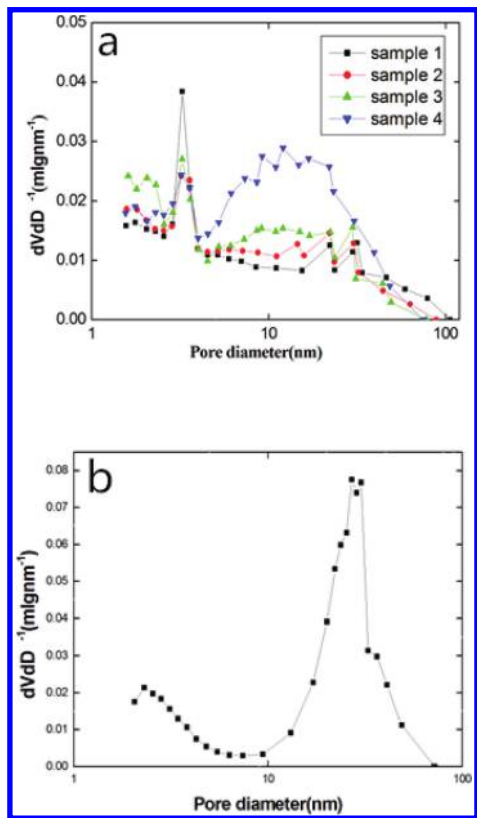 a
sample 1
sample 2
sample 3
sample 4
0.05
0.04
0.03
0.02
0.01
0.00
dVdD ⁻¹(mlgnm⁻¹)
1 10 100
Pore diameter(nm)
b
0.08
0.07
0.06
0.05
0.04
0.03
0.02
0.01
0.00
dVdD ⁻¹(mlgnm⁻¹)
1 10 100
Pore diameter(nm)